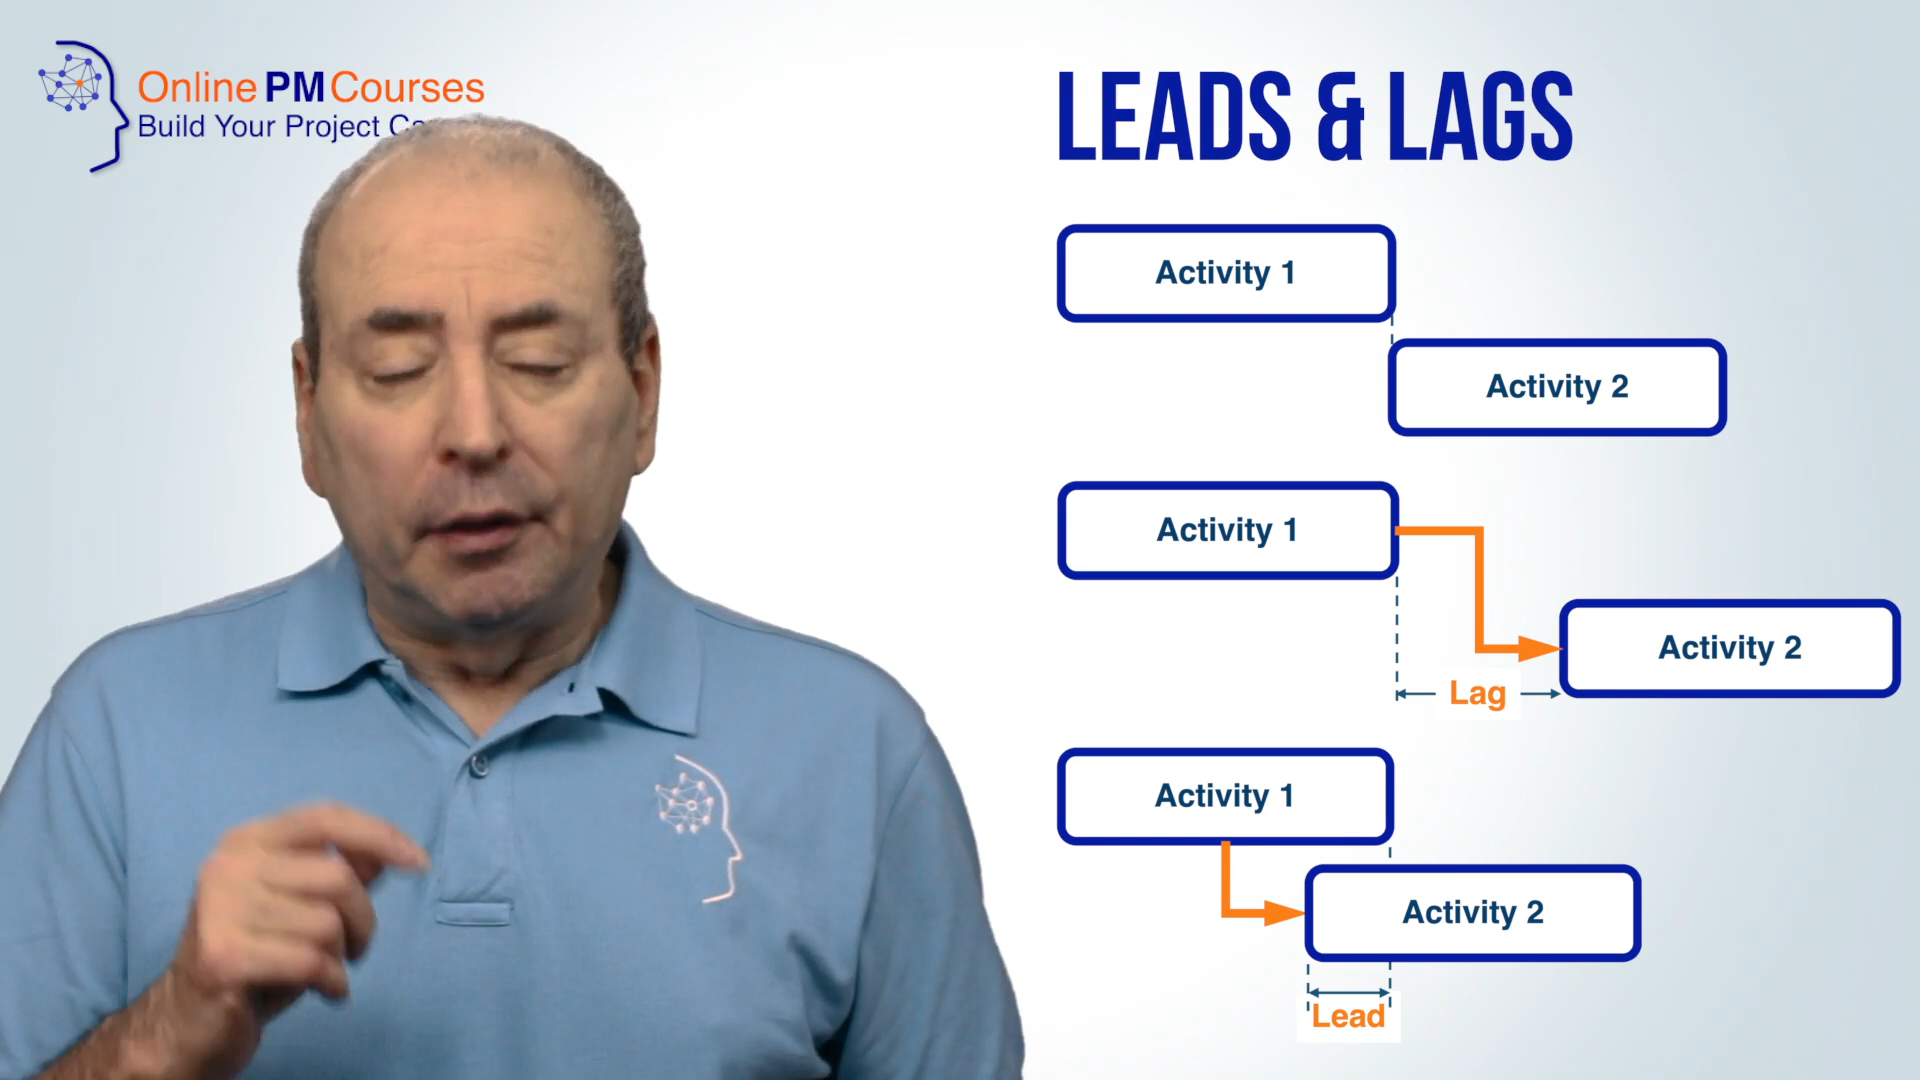 Online PM Courses
Build Your Project
LEADS & LAGS
Activity 1
Activity 2
Activity 1
Activity 2
Lag
Activity 1
Activity 2
Lead